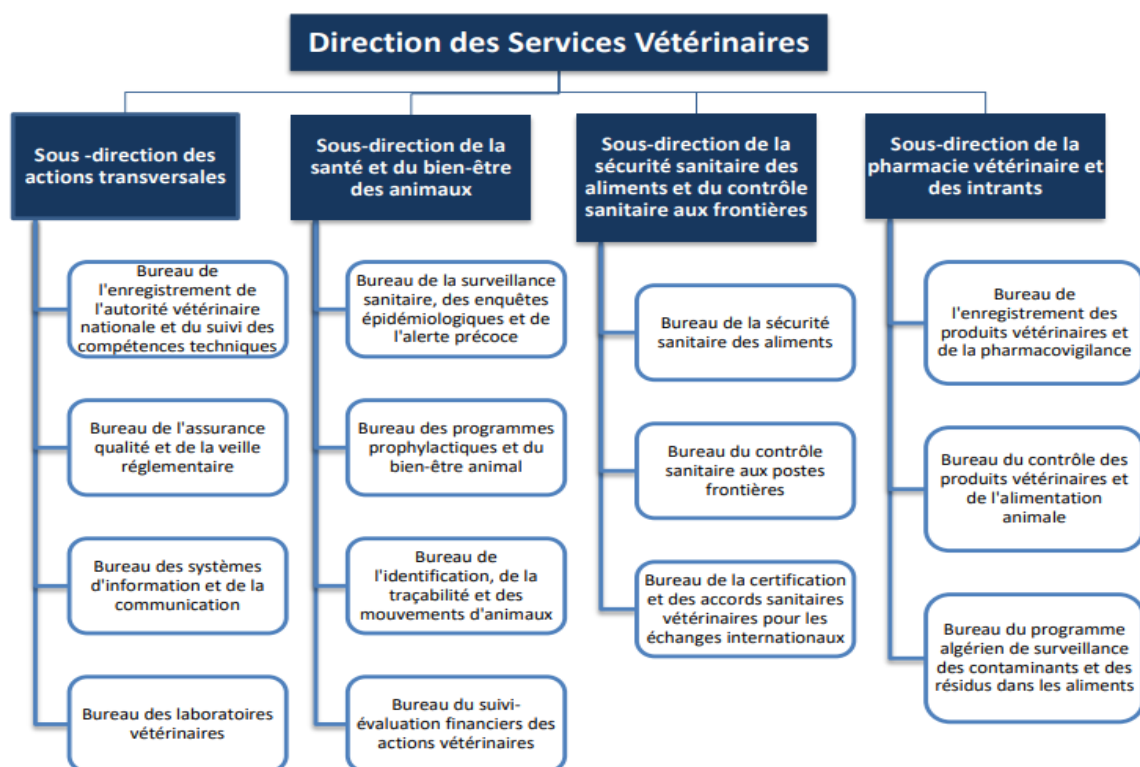 Direction des Services Vétérinaires
Sous -direction des
actions transversales
Bureau de
l'enregistrement de
l'autorité vétérinaire
nationale et du suivi des
compétences techniques
Bureau de l'assurance
qualité et de la veille
réglementaire
Bureau des systèmes
d'information et de la
communication
Bureau des laboratoires
vétérinaires
Sous-direction de la
santé et du bien-être
des animaux
Bureau de la surveillance
sanitaire, des enquêtes
épidémiologiques et de
l'alerte précoce
Bureau des programmes
prophylactiques et du
bien-être animal
Bureau de
l'identification, de la
traçabilité et des
mouvements d'animaux
Bureau du suivi-
évaluation financiers des
actions vétérinaires
Sous-direction de la
sécurité sanitaire des
aliments et du contrôle
sanitaire aux frontières
Bureau de la sécurité
sanitaire des aliments
Bureau du contrôle
sanitaire aux postes
frontières
Bureau de la certification
et des accords sanitaires
vétérinaires pour les
échanges internationaux
Sous-direction de la
pharmacie vétérinaire et
des intrants
Bureau de
l'enregistrement des
produits vétérinaires et
de la pharmacovigilance
Bureau du contrôle des
produits vétérinaires et
de l'alimentation
animale
Bureau du programme
algérien de surveillance
des contaminants et des
résidus dans les aliments